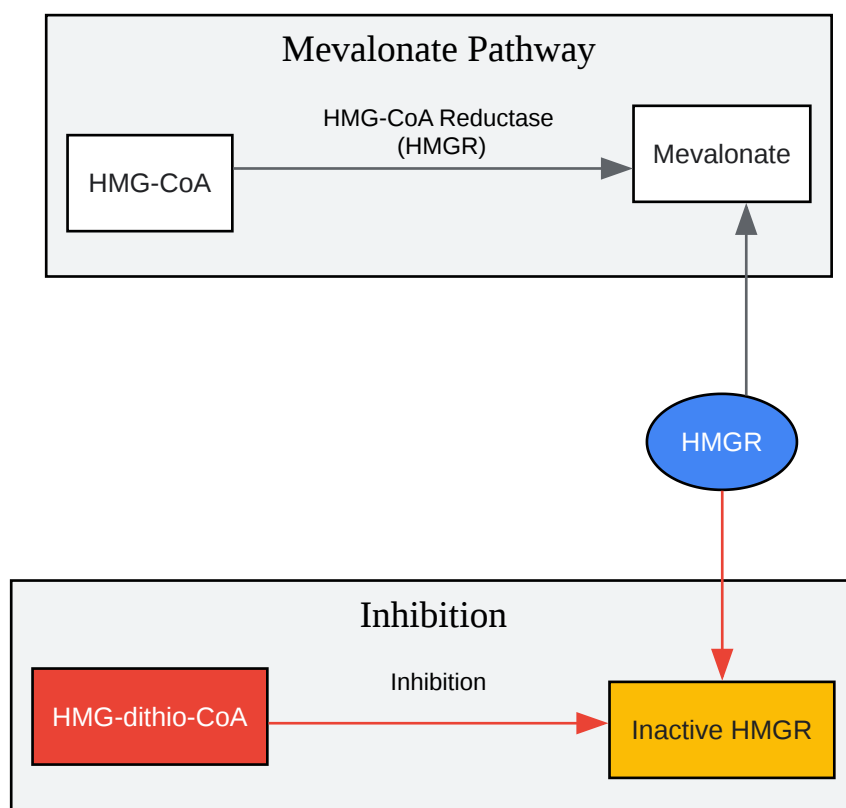 Mevalonate Pathway
HMG-CoA Reductase
(HMGR)
HMG-CoA
Mevalonate
HMGR
Inhibition
Inhibition
HMG-dithio-CoA
Inactive HMGR